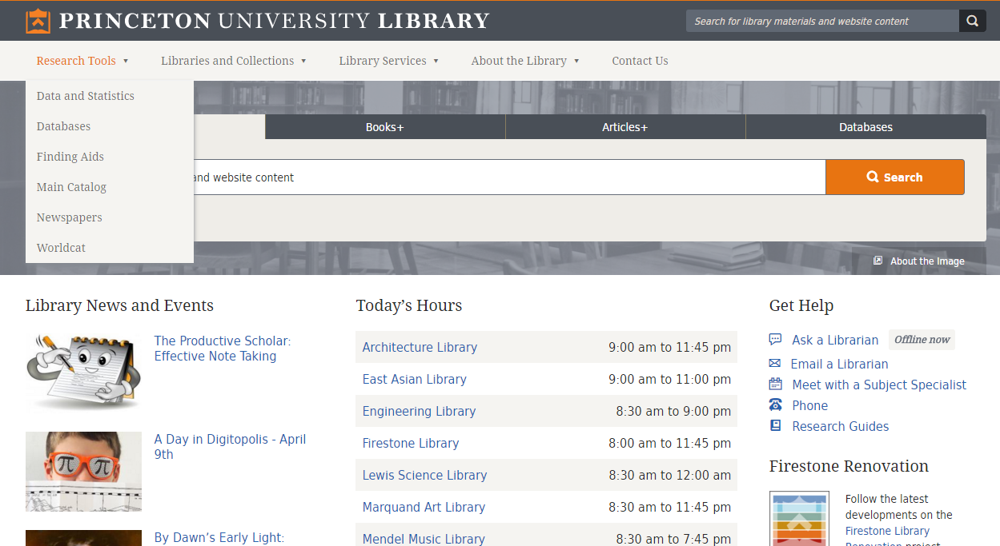 PRINCETON UNIVERSITY LIBRARY
Search for library materials and website content
Research Tools ▾ Libraries and Collections ▾ Library Services ▾ About the Library ▾ Contact Us
Data and Statistics
Databases
Finding Aids
Main Catalog
Newspapers
Worldcat
Books+ Articles+ Databases
and website content
Search
About the Image
Library News and Events
The Productive Scholar:
Effective Note Taking
A Day in Digitopolis - April
9th
π π
By Dawn’s Early Light:
Today’s Hours
Architecture Library 9:00 am to 11:45 pm
East Asian Library 9:00 am to 11:00 pm
Engineering Library 8:30 am to 9:00 pm
Firestone Library 8:00 am to 11:45 pm
Lewis Science Library 8:30 am to 12:00 am
Marquand Art Library 8:30 am to 11:45 pm
Mendel Music Library 8:30 am to 7:45 pm
Get Help
Ask a Librarian Offline now
Email a Librarian
Meet with a Subject Specialist
Phone
Research Guides
Firestone Renovation
Follow the latest
developments on the
Firestone Library
Renovation project